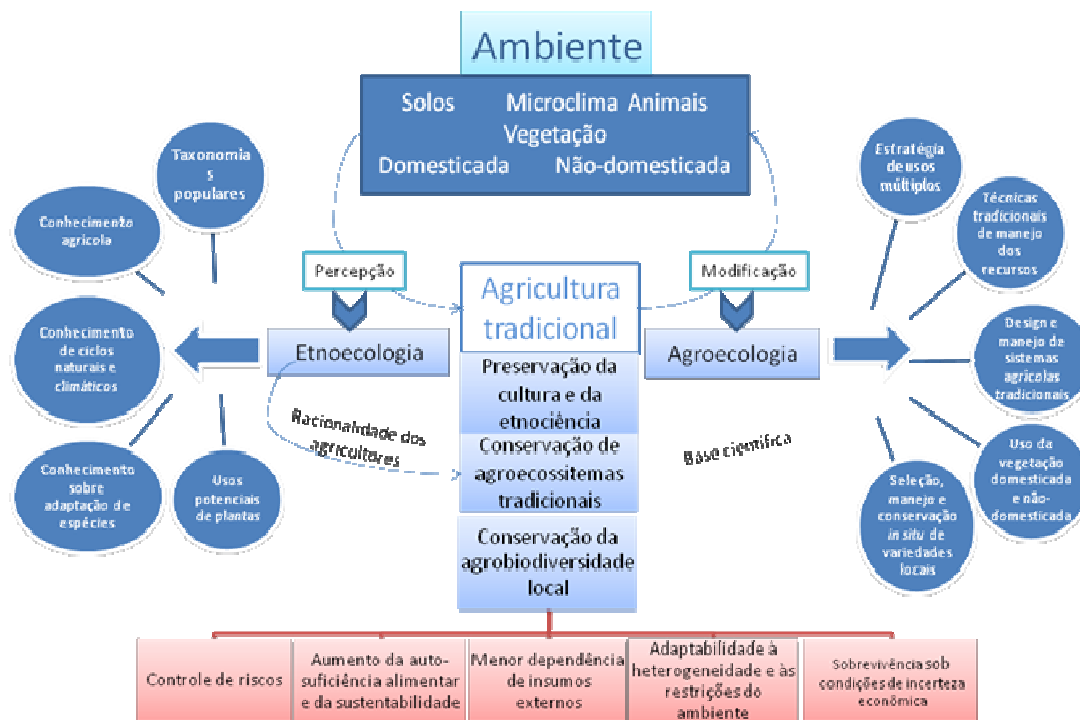 Ambiente
Solos Microclima Animais
Vegetação
Domesticada Não-domesticada
Taxonomia
s
populares
Conhecimento
agrícola
Conhecimento
de ciclos
naturais e
climáticos
Conhecimento
sobre
adaptação de
espécies
Usos
potenciais
de plantas
Percepção
Etnoecologia
Racionalidade dos
agricultores
Agricultura
tradicional
Preservação da
cultura e da
etnociência
Conservação de
agroecossitemas
tradicionais
Conservação da
agrobiodiversidade
local
Modificação
Agroecologia
Base científica
Estratégia
de usos
múltiplos
Técnicas
tradicionais
de manejo
dos
recursos
Design e
manejo de
sistemas
agrícolas
tradicionais
Uso da
vegetação
domesticada
e não-
domesticada
Seleção,
manejo e
conservação
in situ de
variedades
locais
Controle de riscos
Aumento da auto-
suficiência alimentar
e da sustentabilidade
Menor dependência
de insumos
externos
Adaptabilidade à
heterogeneidade e às
restrições do
ambiente
Sobrevivência sob
condições de incerteza
econômica